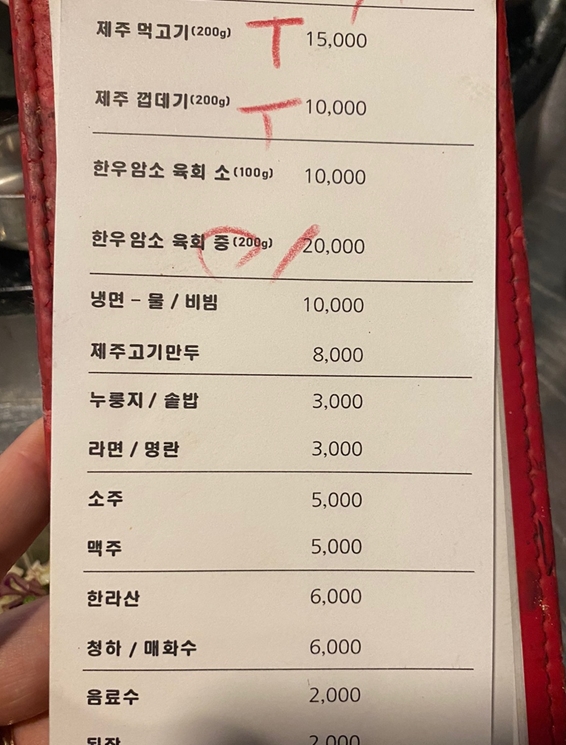 제주 먹고기(200g) 15,000
제주 껍데기(200g) 10,000
한우암소 육회 소(100g) 10,000
한우암소 육회 중(200g) 20,000
냉면 - 물 / 비빔 10,000
제주고기만두 8,000
누룽지 / 솥밥 3,000
라면 / 명란 3,000
소주 5,000
맥주 5,000
한라산 6,000
청하 / 매화수 6,000
음료수 2,000
된장 2,000